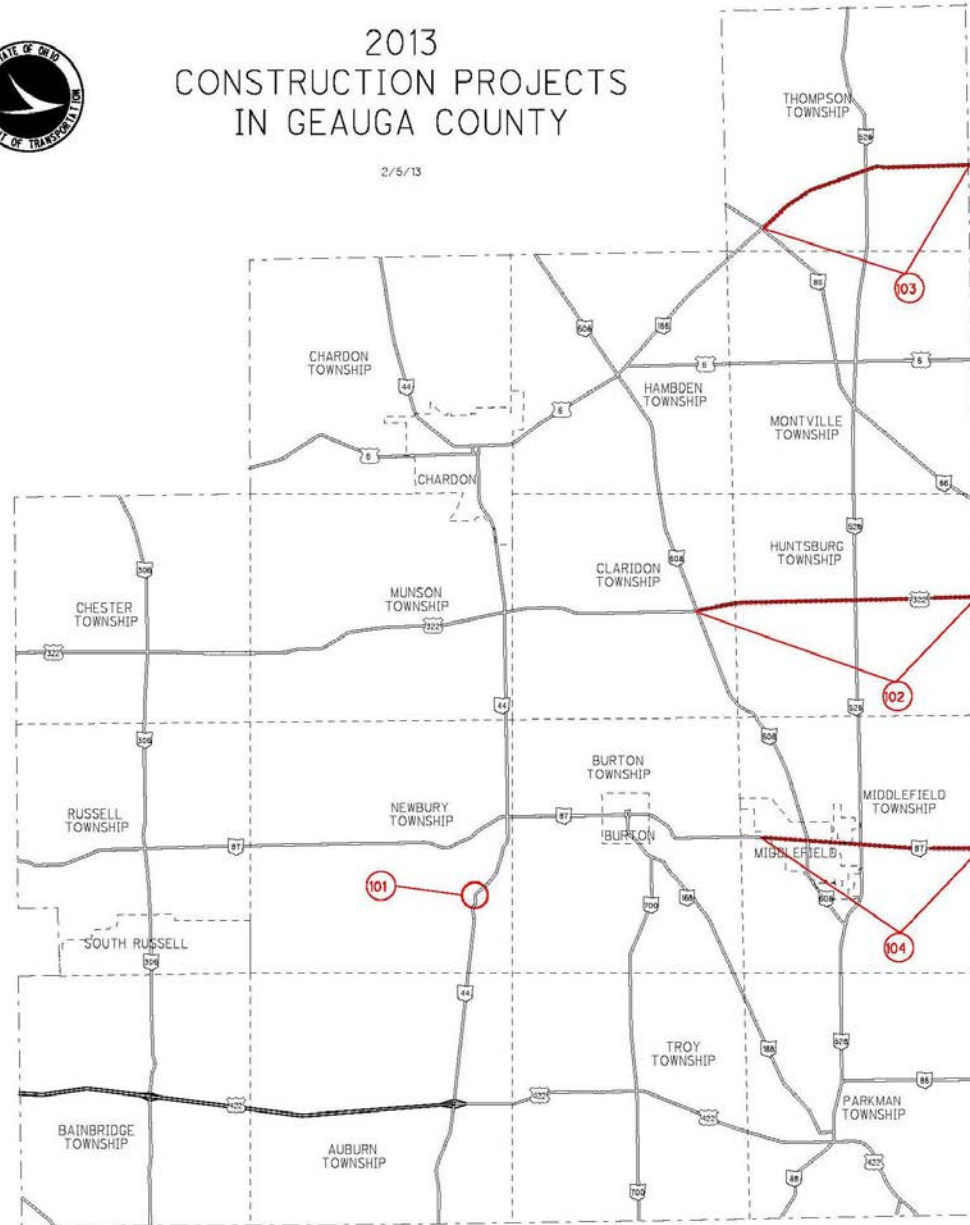 2013
CONSTRUCTION PROJECTS
IN GEAUGA COUNTY
2/5/13
THOMPSON
TOWNSHIP
528
103
86
608
166
CHARDON
TOWNSHIP
44
6
6
HAMBDEN
TOWNSHIP
6
MONTVILLE
TOWNSHIP
6
CHARDON
86
528
306
608
HUNTSBURG
TOWNSHIP
CLARIDON
TOWNSHIP
MUNSON
TOWNSHIP
CHESTER
TOWNSHIP
322
322
322
102
44
528
306
608
BURTON
TOWNSHIP
MIDDLEFIELD
TOWNSHIP
NEWBURY
TOWNSHIP
RUSSELL
TOWNSHIP
87
87
BURTON
MIDDLEFIELD
87
101
168
608
700
SOUTH RUSSELL
104
306
44
TROY
TOWNSHIP
528
168
88
422
422
422
PARKMAN
TOWNSHIP
BAINBRIDGE
TOWNSHIP
AUBURN
TOWNSHIP
422
88
700